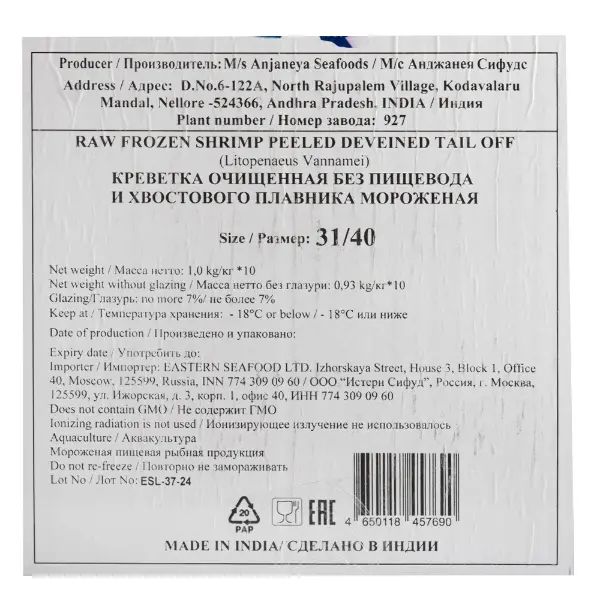 Producer / Производитель: M/s Anjaneya Seafoods / М/с Анджанея Сифудс
Address / Адрес: D.No.6-122A, North Rajupalem Village, Kodavalaru
Mandal, Nellore -524366, Andhra Pradesh. INDIA / Индия
Plant number / Номер завода: 927
RAW FROZEN SHRIMP PEELED DEVEINED TAIL OFF
(Litopenaeus Vannamei)
КРЕВЕТКА ОЧИЩЕННАЯ БЕЗ ПИЩЕВОДА
И ХВОСТОВОГО ПЛАВНИКА МОРОЖЕНАЯ
Size / Размер: 31/40
Net weight / Масса нетто: 1,0 kg/кг *10
Net weight without glazing / Масса нетто без глазури: 0,93 kg/кг*10
Glazing/Глазурь: no more 7%/ не более 7%
Keep at / Температура хранения: - 18°C or below / - 18°C или ниже
Date of production / Произведено и упаковано:
Expiry date / Употребить до:
Importer / Импортер: EASTERN SEAFOOD LTD. Izhorskaya Street, House 3, Block 1, Office
40, Moscow, 125599, Russia, INN 774 309 09 60 / ООО “Истерн Сифуд”, Россия, г. Москва,
125599, ул. Ижорская, д. 3, корп. 1, офис 40, ИНН 774 309 09 60
Does not contain GMO / Не содержит ГМО
Ionizing radiation is not used / Ионизирующее излучение не использовалось
Aquaculture / Аквакультура
Мороженая пищевая рыбная продукция
Do not re-freeze / Повторно не замораживать
Lot No / Лот No: ESL-37-24
20
PAP
EAC
4 650118 457690
MADE IN INDIA/ СДЕЛАНО В ИНДИИ